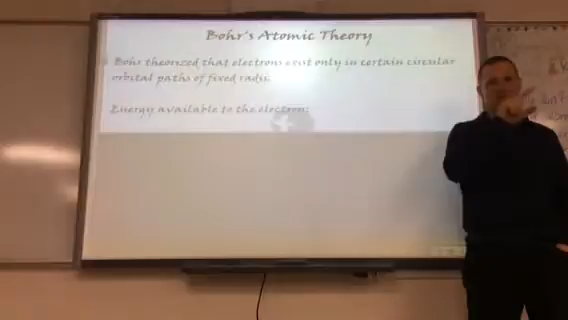 Bohr's Atomic Theory
Bohr theorized that electrons exist only in certain circular
orbital paths of fixed radii.
Energy available to the electron: